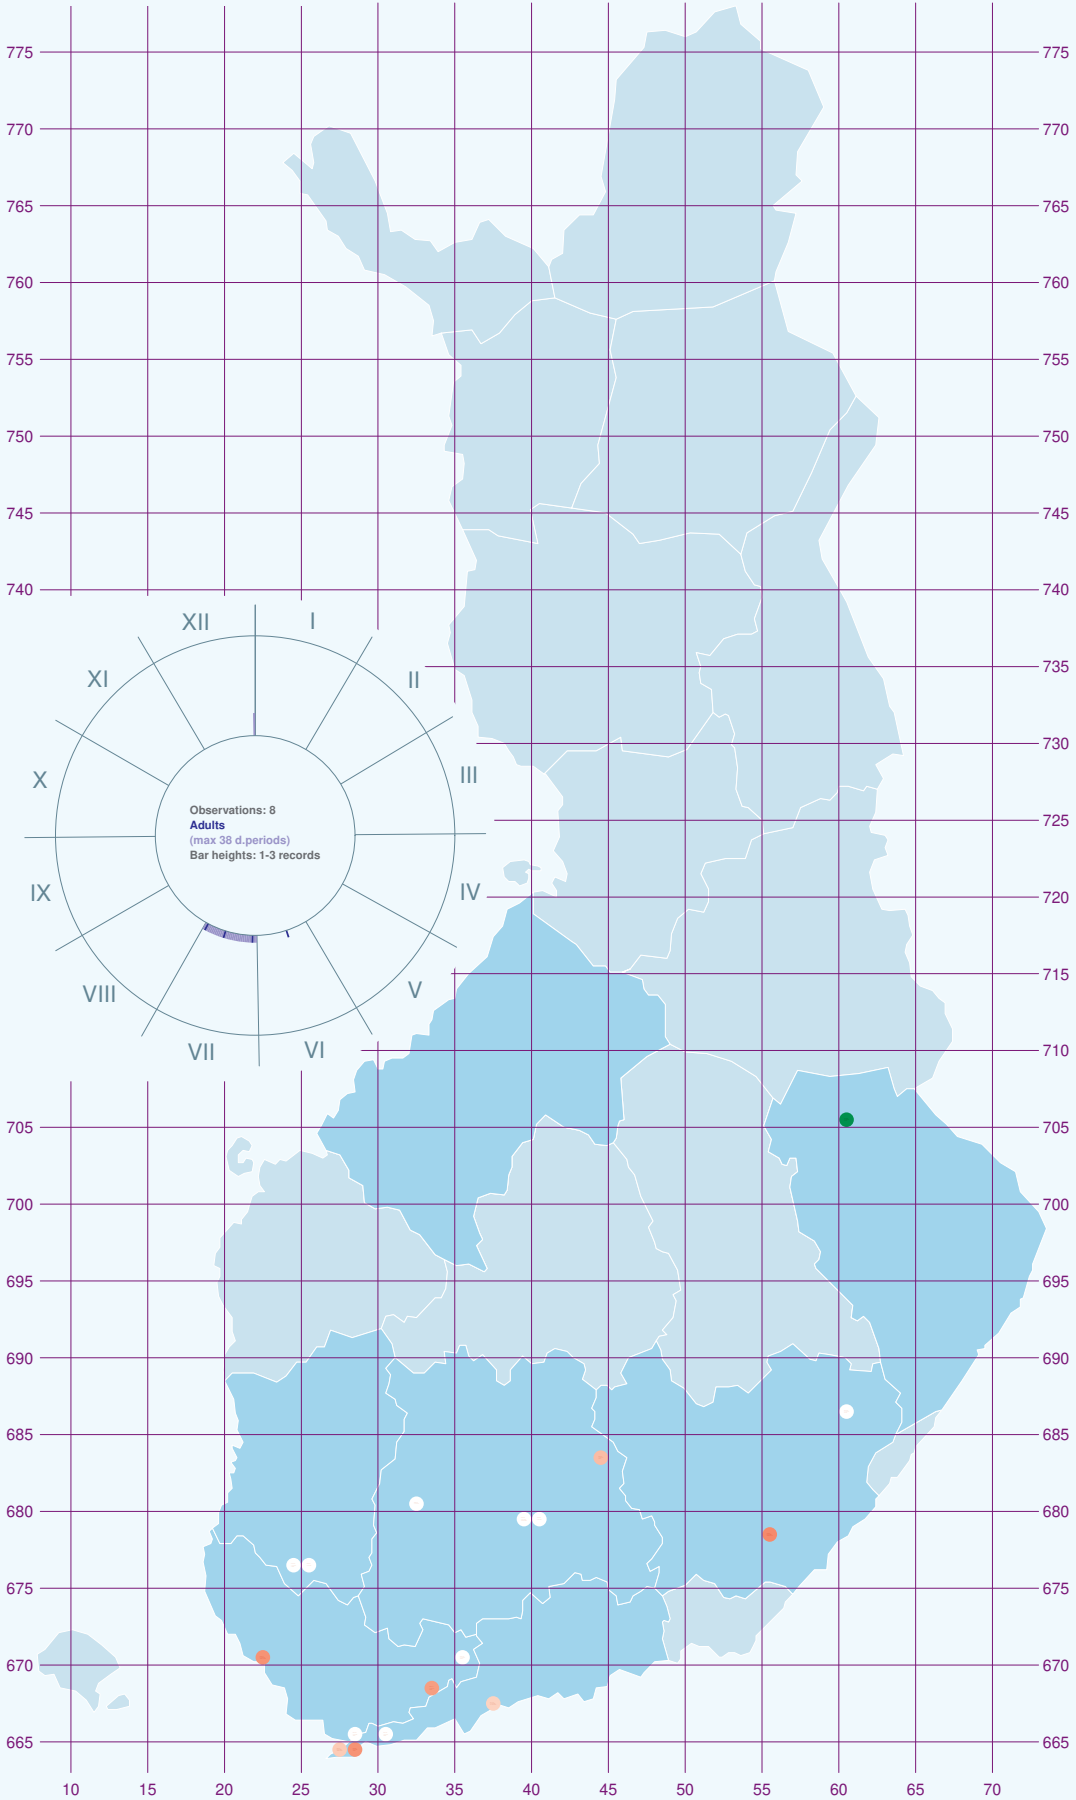 775 775
770 770
765 765
760 760
755 755
750 750
745 745
740 740
XII I
735
XI II
730
X III
Observations: 8
Adults
(max 38 d.periods)
Bar heights: 1-3 records
725
IX IV
720
VIII V
715
VII VI
710
705 705
700 700
695 695
690 690
685 685
680 680
675 675
670 670
665 665
10 15 20 25 30 35 40 45 50 55 60 65 70